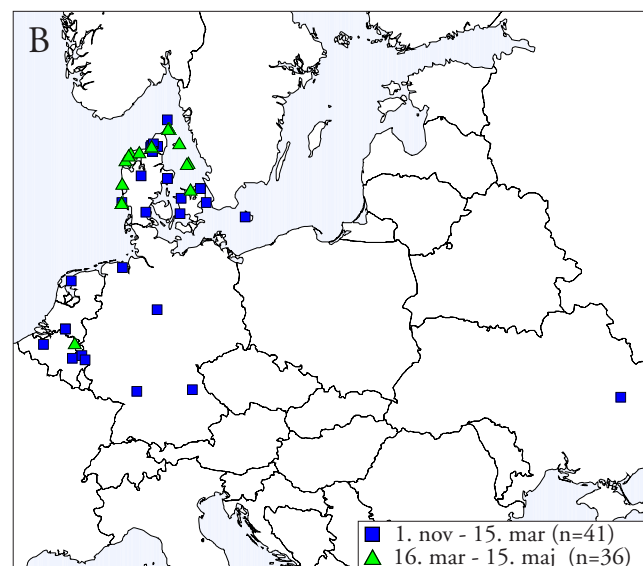 B
1. nov - 15. mar (n=41)
16. mar - 15. maj (n=36)